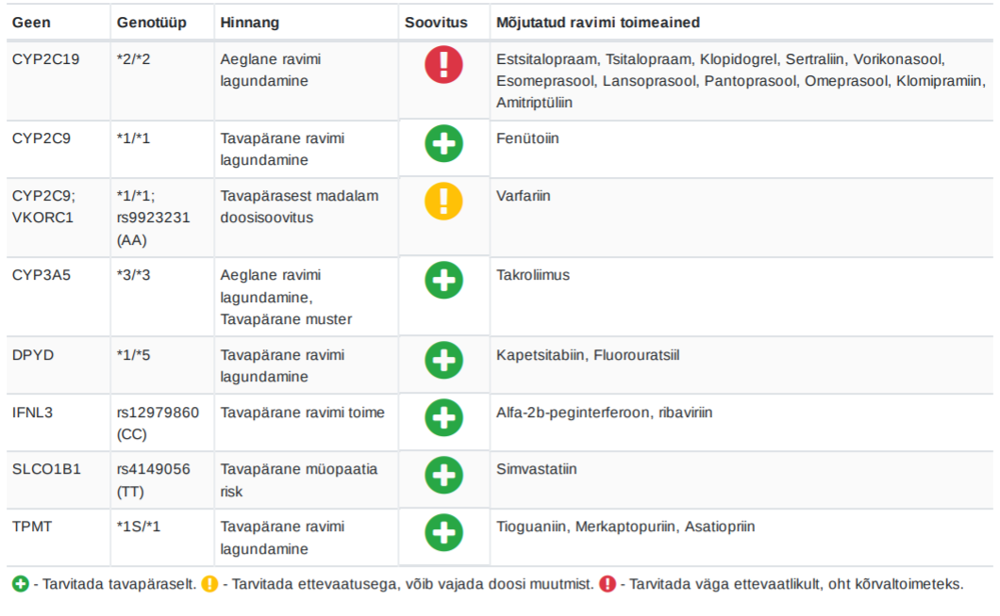 Geen Genotüüp Hinnang Soovitus Mõjutatud ravimi toimeained
CYP2C19 *2/*2 Aeglane ravimi Estsitalopraam, Tsitalopraam, Klopidogrel, Sertraliin, Vorikonasool,
lagundamine Esomeprasool, Lansoprasool, Pantoprasool, Omeprasool, Klomipramiin,
Amitriptüliin
CYP2C9 *1/*1 Tavapärane ravimi Fenütoiin
lagundamine
CYP2C9; *1/*1; Tavapärasest madalam Varfariin
VKORC1 rs9923231 doosisoovitus
(AA)
CYP3A5 *3/*3 Aeglane ravimi Takroliimus
lagundamine,
Tavapärane muster
DPYD *1/*5 Tavapärane ravimi Kapetsitabiin, Fluorouratsiil
lagundamine
IFNL3 rs12979860 Tavapärane ravimi toime Alfa-2b-peginterferoon, ribaviriin
(CC)
SLCO1B1 rs4149056 Tavapärane müopaatia Simvastatiin
(TT) risk
TPMT *1S/*1 Tavapärane ravimi Tioguaniin, Merkaptopuriin, Asatiopriin
lagundamine
- Tarvitada tavapäraselt. - Tarvitada ettevaatusega, võib vajada doosi muutmist. - Tarvitada väga ettevaatlikult, oht kõrvaltoimeteks.